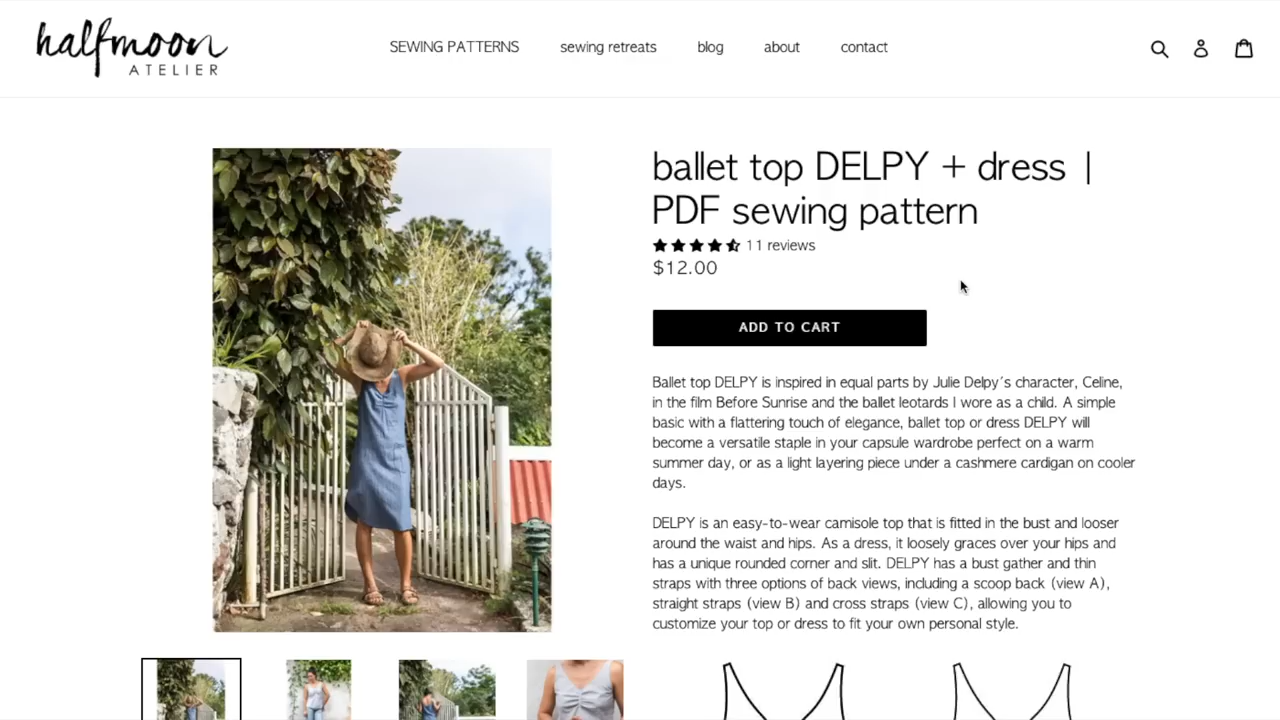 halfmoon
ATELIER
SEWING PATTERNS sewing retreats blog about contact
ballet top DELPY + dress |
PDF sewing pattern
11 reviews
$12.00
ADD TO CART
Ballet top DELPY is inspired in equal parts by Julie Delpy´s character, Celine,
in the film Before Sunrise and the ballet leotards I wore as a child. A simple
basic with a flattering touch of elegance, ballet top or dress DELPY will
become a versatile staple in your capsule wardrobe perfect on a warm
summer day, or as a light layering piece under a cashmere cardigan on cooler
days.
DELPY is an easy-to-wear camisole top that is fitted in the bust and looser
around the waist and hips. As a dress, it loosely graces over your hips and
has a unique rounded corner and slit. DELPY has a bust gather and thin
straps with three options of back views, including a scoop back (view A),
straight straps (view B) and cross straps (view C), allowing you to
customize your top or dress to fit your own personal style.